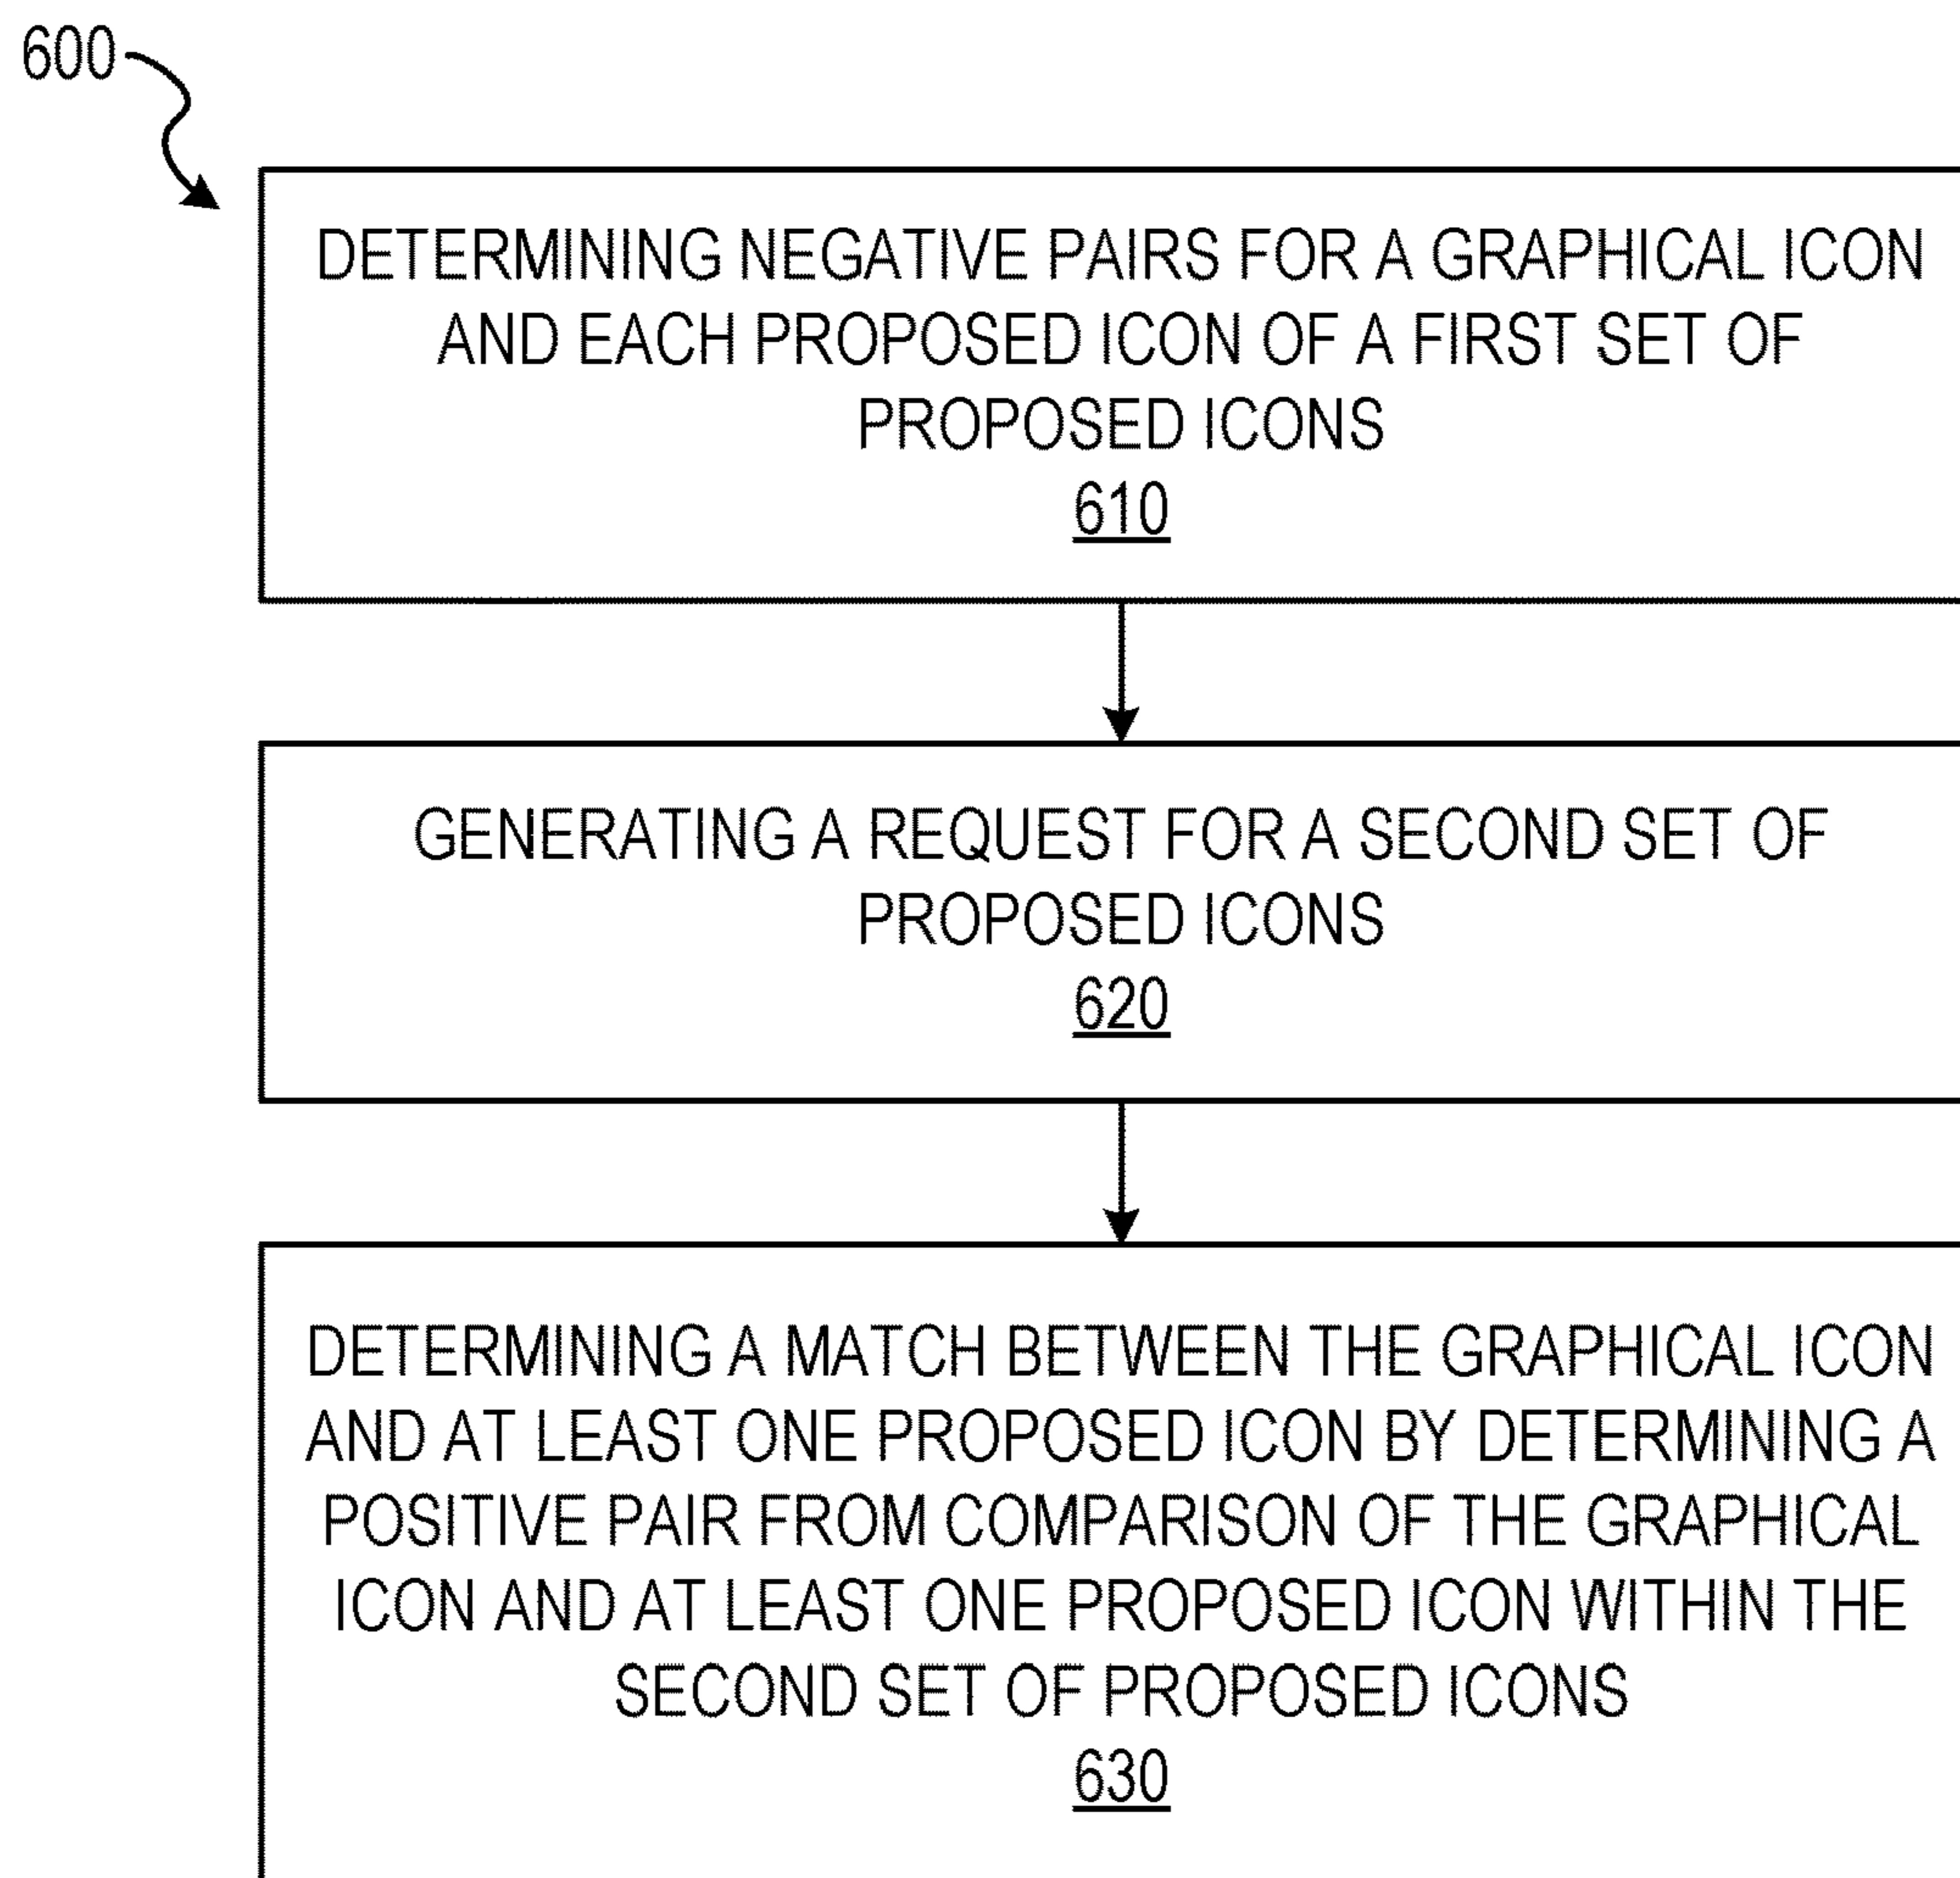 600
DETERMINING NEGATIVE PAIRS FOR A GRAPHICAL ICON
AND EACH PROPOSED ICON OF A FIRST SET OF
PROPOSED ICONS
610
GENERATING A REQUEST FOR A SECOND SET OF
PROPOSED ICONS
620
DETERMINING A MATCH BETWEEN THE GRAPHICAL ICON
AND AT LEAST ONE PROPOSED ICON BY DETERMINING A
POSITIVE PAIR FROM COMPARISON OF THE GRAPHICAL
ICON AND AT LEAST ONE PROPOSED ICON WITHIN THE
SECOND SET OF PROPOSED ICONS
630